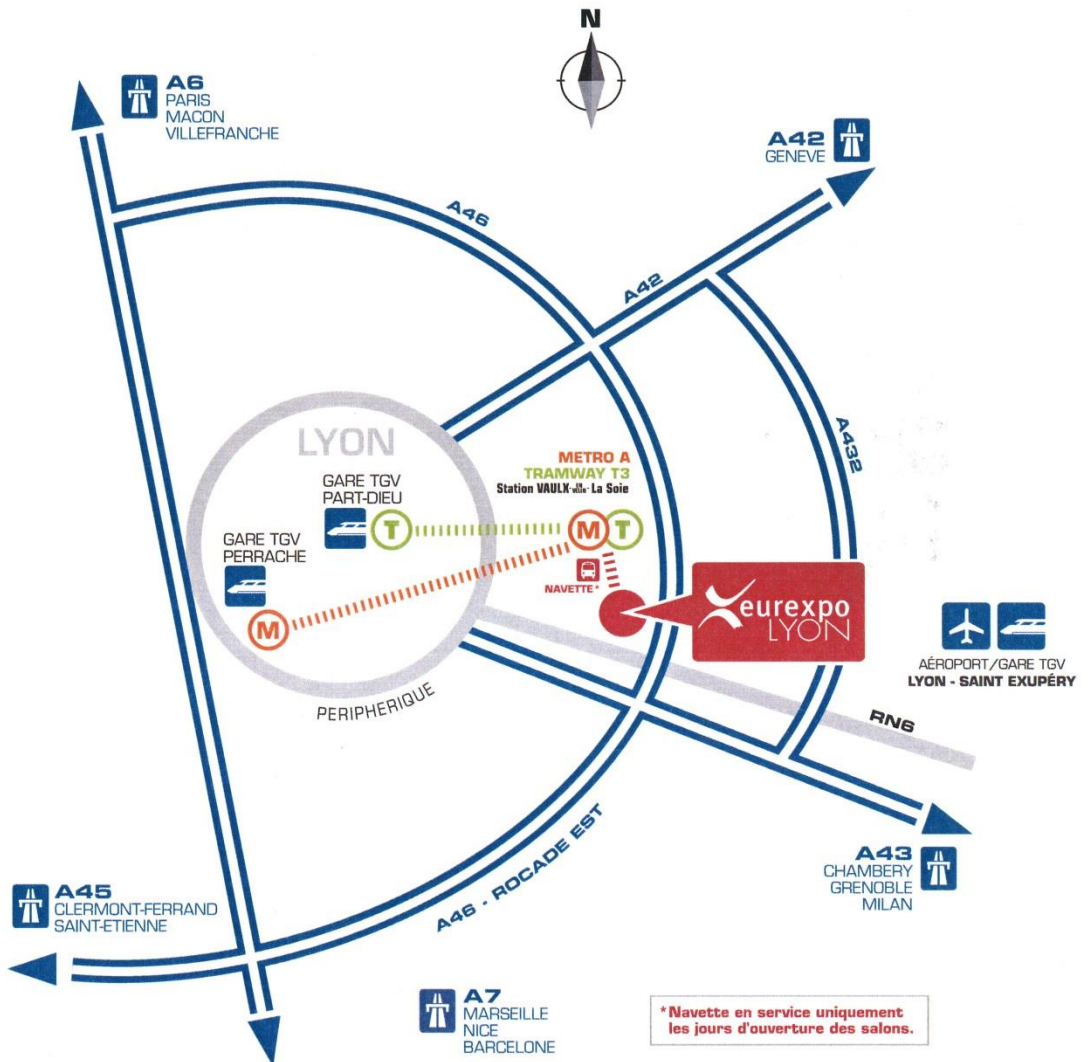 N
A6
PARIS
MACON
VILLEFRANCHE
A42
GENEVE
A46
A42
A432
LYON
METRO A
TRAMWAY T3
Station VAULX-EN VELIN- La Soie
GARE TGV
PART-DIEU
T
M T
GARE TGV
PERRACHE
M
NAVETTE*
eurexpo
LYON
AÉROPORT/GARE TGV
LYON - SAINT EXUPÉRY
PERIPHERIQUE
RN6
A46 - ROCADE EST
A43
CHAMBERY
GRENOBLE
MILAN
A45
CLERMONT-FERRAND
SAINT-ETIENNE
A7
MARSEILLE
NICE
BARCELONE
*Navette en service uniquement
les jours d'ouverture des salons.